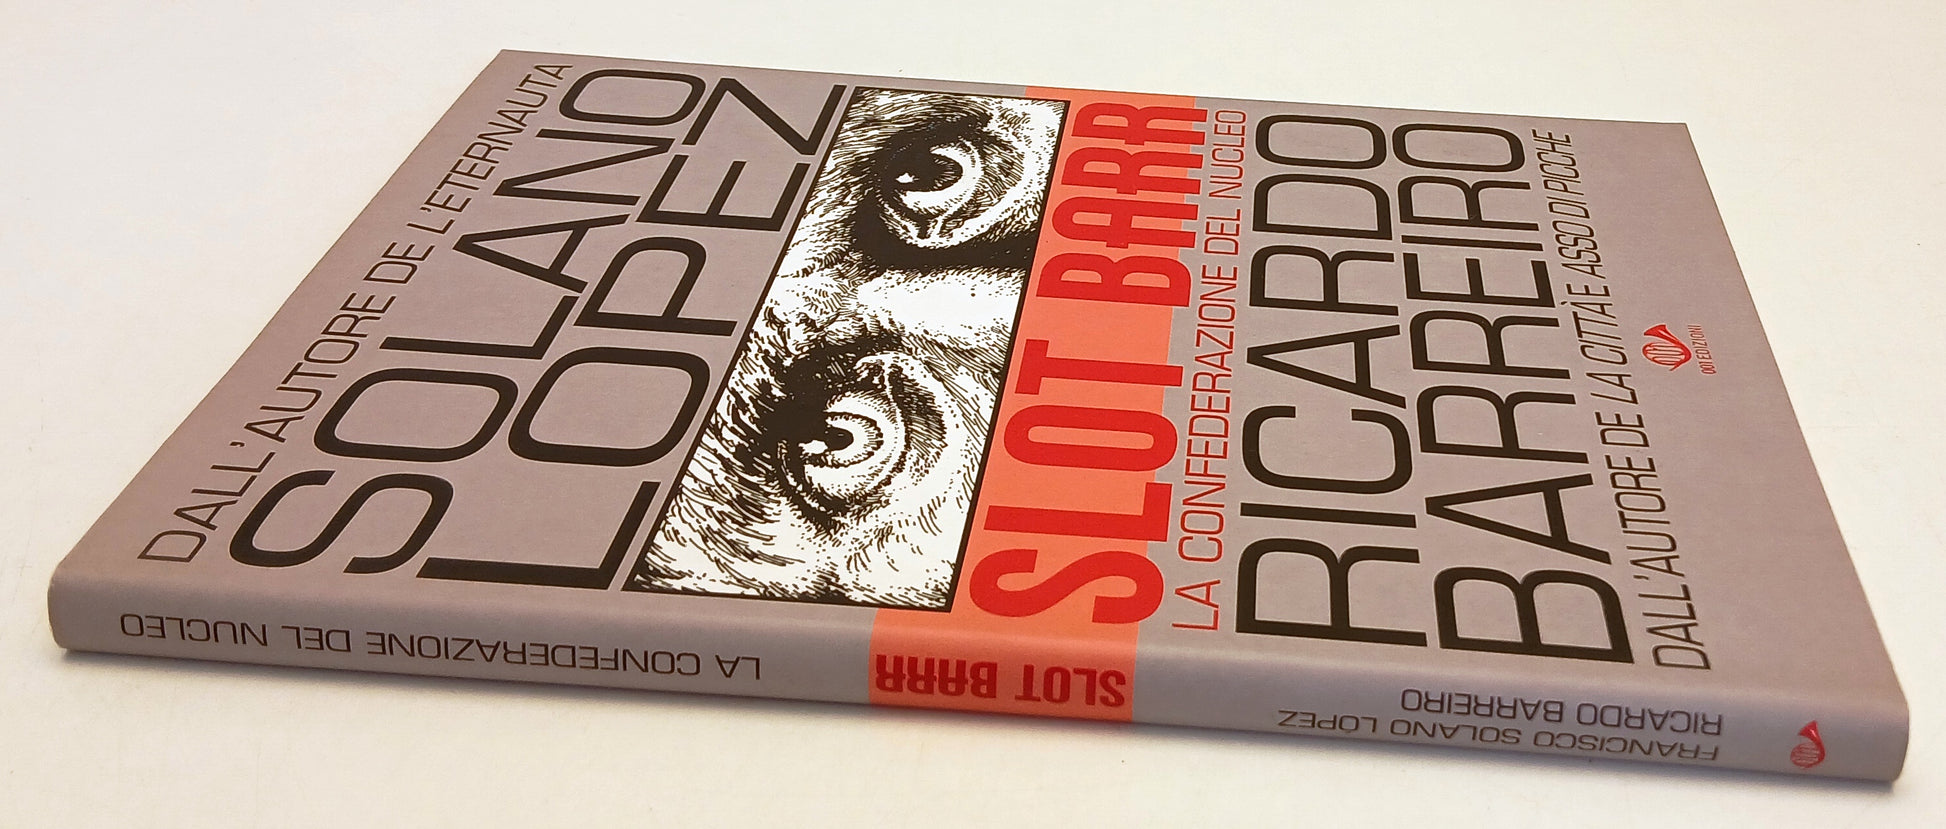 DALL'AUTORE DE L'ETERNAUTA
SOLANO
LOPEZ
SLOT BARR
LA CONFEDERAZIONE DEL NUCLEO
RICARDO
BARREIRO
DALL'AUTORE DE LA CITTÀ E ASSO DI PICCHE
001 EDIZIONI
FRANCISCO SOLANO LÓPEZ
RICARDO BARREIRO
SLOT BARR
LA CONFEDERAZIONE DEL NUCLEO